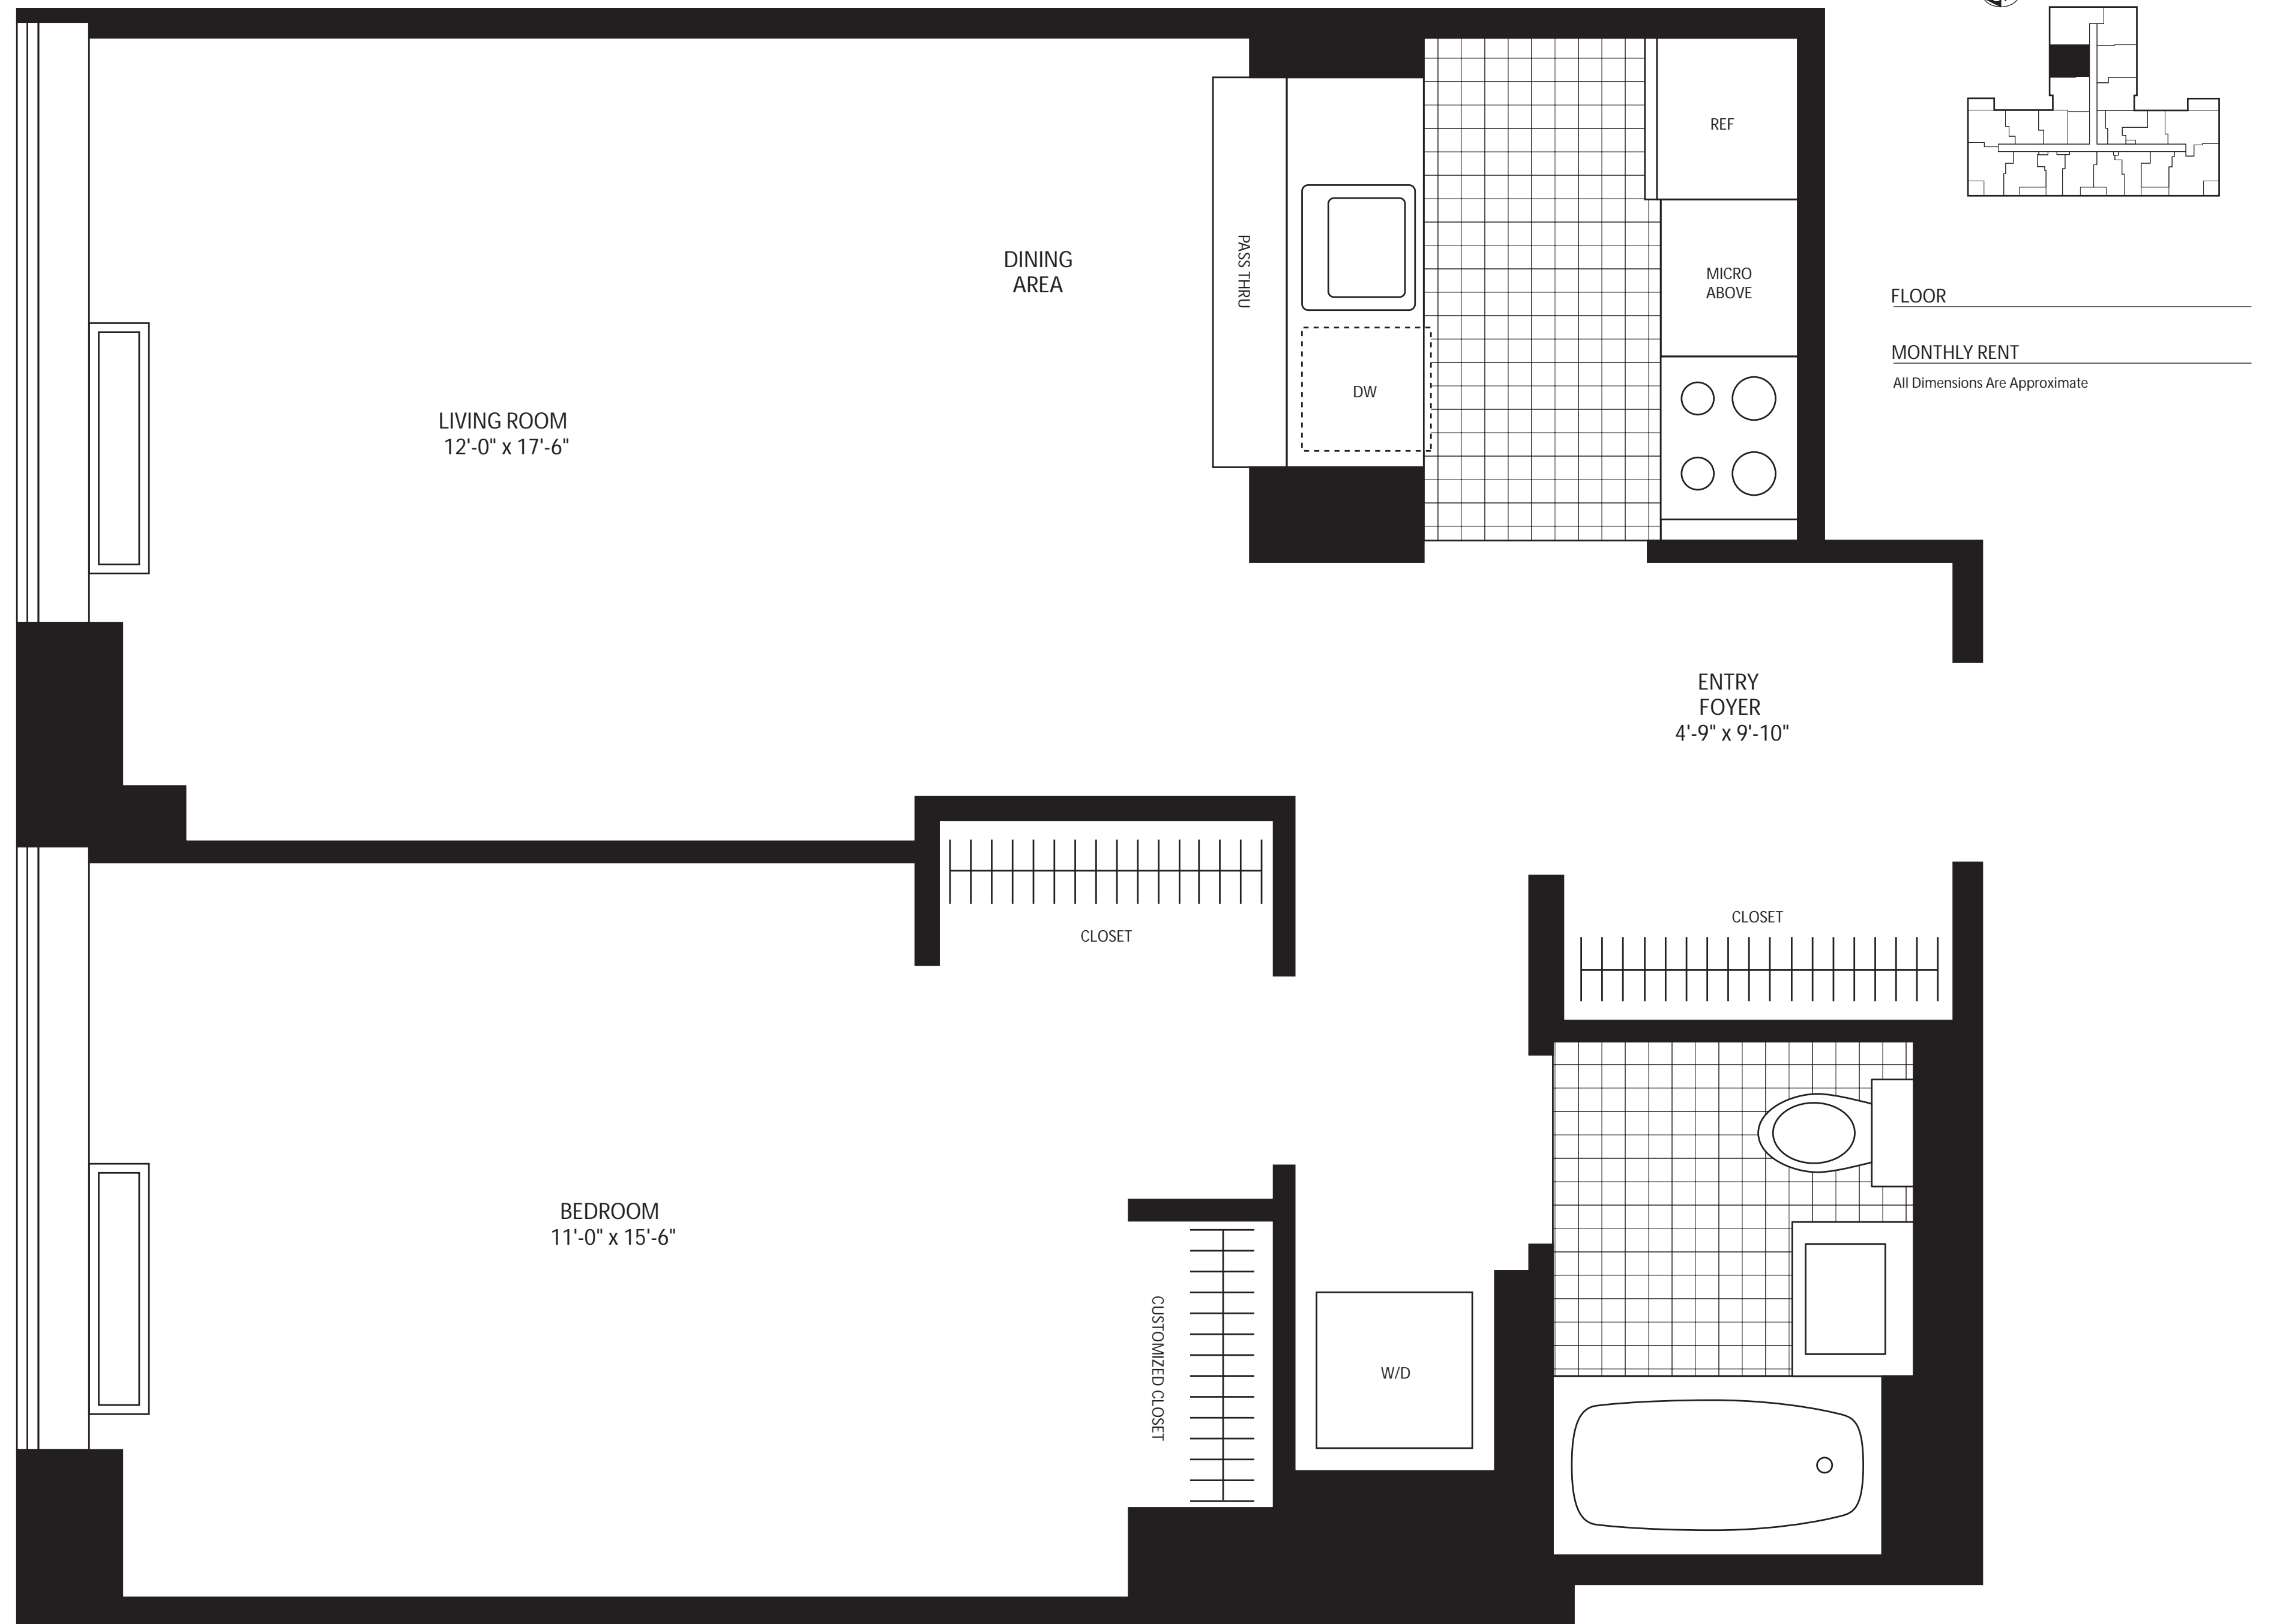 REF
PASS THRU
DINING
AREA
MICRO
ABOVE
FLOOR
MONTHLY RENT
All Dimensions Are Approximate
DW
LIVING ROOM
12'-0" x 17'-6"
ENTRY
FOYER
4'-9" x 9'-10"
CLOSET
CLOSET
BEDROOM
11'-0" x 15'-6"
CUSTOMIZED CLOSET
W/D